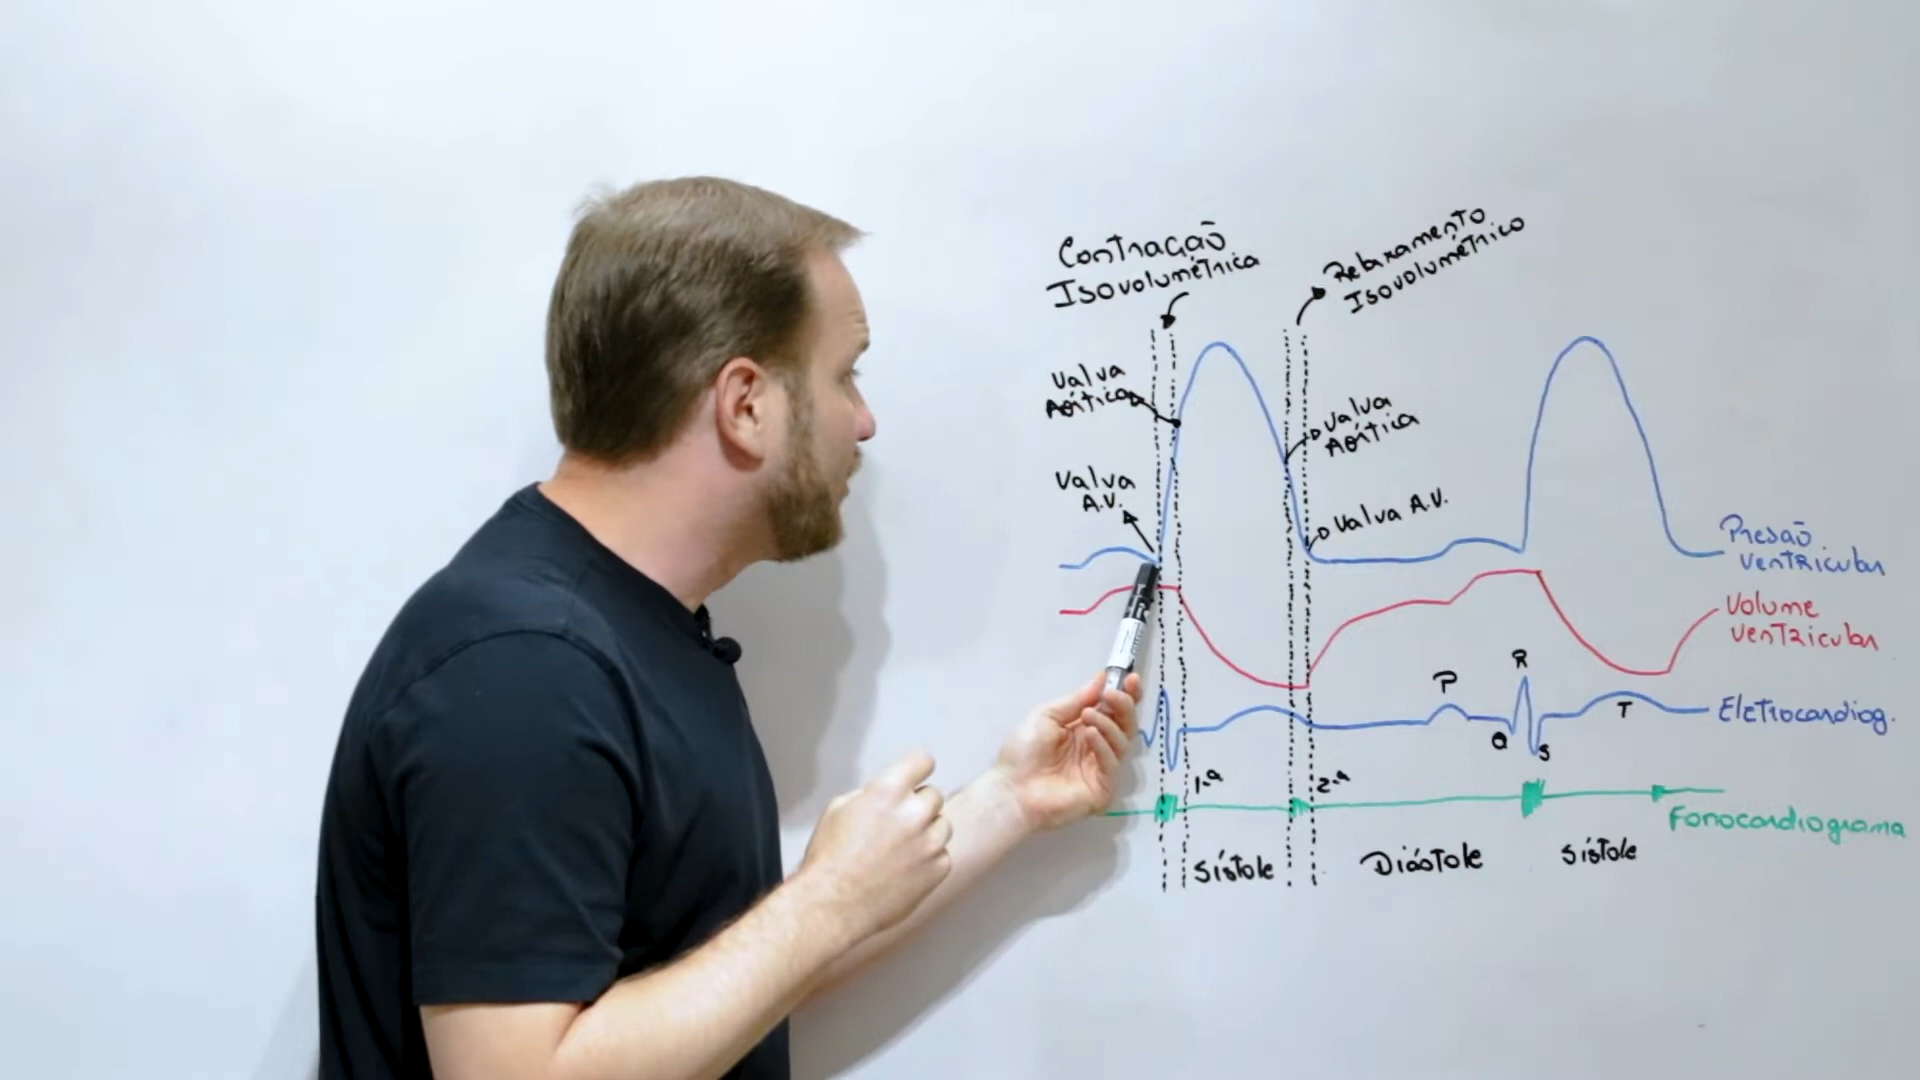 Contração
Isovolumétrica
Relaxamento
Isovolumétrico
Valva
Aórtica
Valva
Aórtica
Valva
A.V.
Valva A.V.
Presão
Ventricular
Volume
Ventricular
P
R
Q
S
T
Eletrocardiog.
1.ª
2.ª
Fonocardiograma
Sístole
Diástole
Sístole